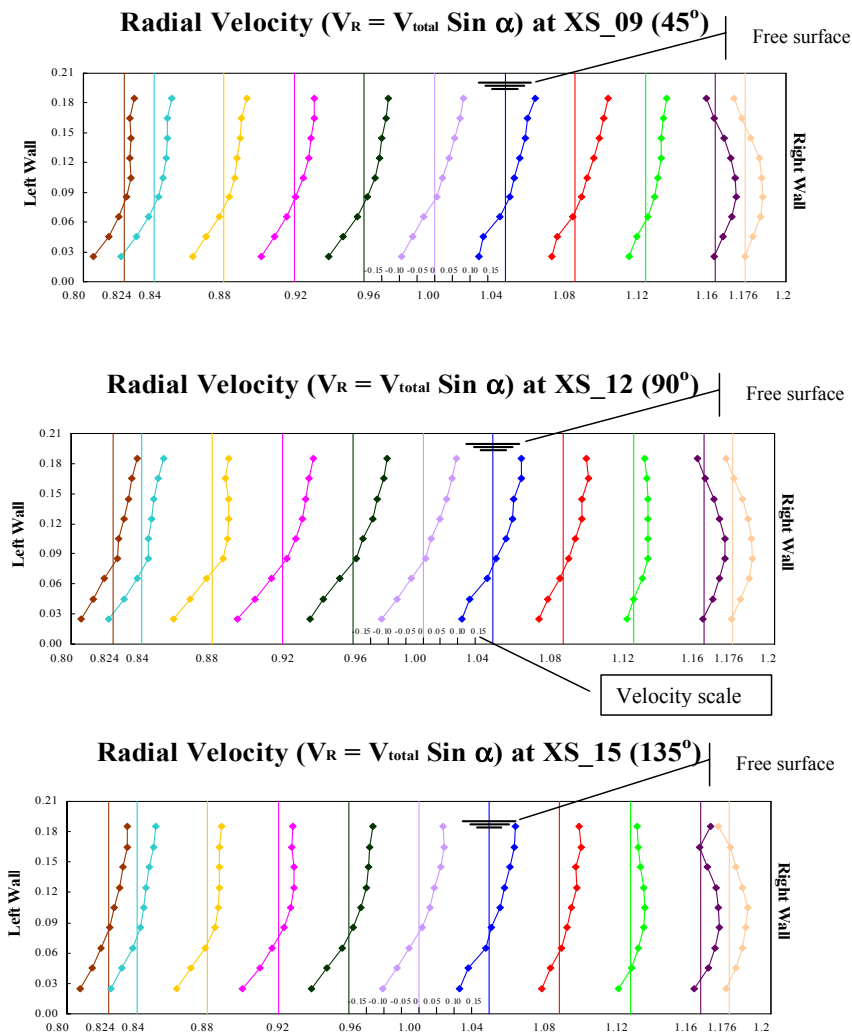 Radial Velocity (VR = Vtotal Sin α) at XS_09 (45o)
Free surface
0.21
0.18
0.15
0.12
0.09
0.06
0.03
0.00
Left Wall
Right Wall
-0.15 -0.10 -0.05 0.0 0.05 0.10 0.15
0.80 0.824 0.84 0.88 0.92 0.96 1.00 1.04 1.08 1.12 1.16 1.176 1.2
Radial Velocity (VR = Vtotal Sin α) at XS_12 (90o)
Free surface
0.21
0.18
0.15
0.12
0.09
0.06
0.03
0.00
Left Wall
Right Wall
-0.15 -0.10 -0.05 0.0 0.05 0.10 0.15
0.80 0.824 0.84 0.88 0.92 0.96 1.00 1.04 1.08 1.12 1.16 1.176 1.2
Velocity scale
Radial Velocity (VR = Vtotal Sin α) at XS_15 (135o)
Free surface
0.21
0.18
0.15
0.12
0.09
0.06
0.03
0.00
Left Wall
Right Wall
-0.15 -0.10 -0.05 0.0 0.05 0.10 0.15
0.80 0.824 0.84 0.88 0.92 0.96 1.00 1.04 1.08 1.12 1.16 1.176 1.2